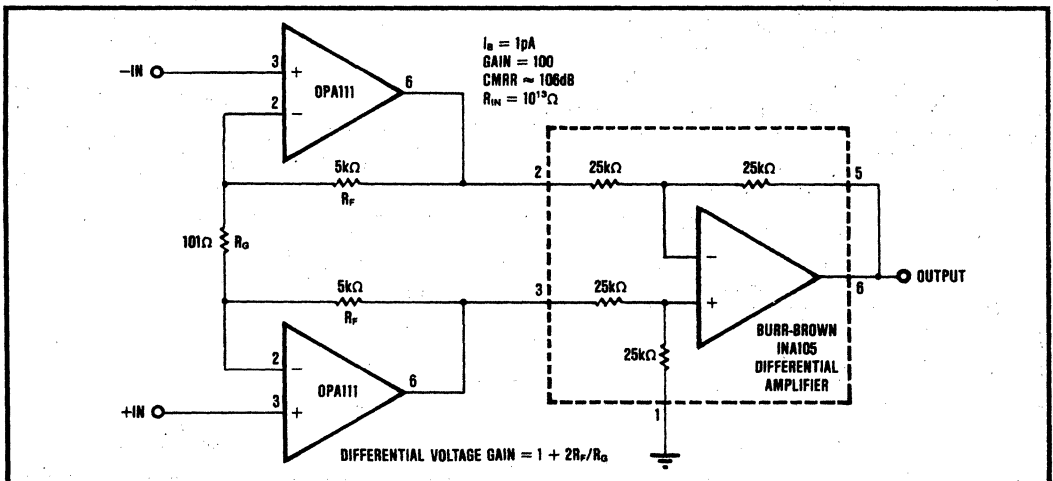 I_B = 1pA
GAIN = 100
CMRR ≈ 106dB
R_IN = 10¹³Ω
−IN
3
+
2
−
OPA111
6
5kΩ
R_F
101Ω
R_G
5kΩ
R_F
2
−
3
+
OPA111
6
+IN
2
25kΩ
25kΩ
5
−
+
6
OUTPUT
3
25kΩ
25kΩ
1
BURR-BROWN
INA105
DIFFERENTIAL
AMPLIFIER
DIFFERENTIAL VOLTAGE GAIN = 1 + 2R_F/R_G